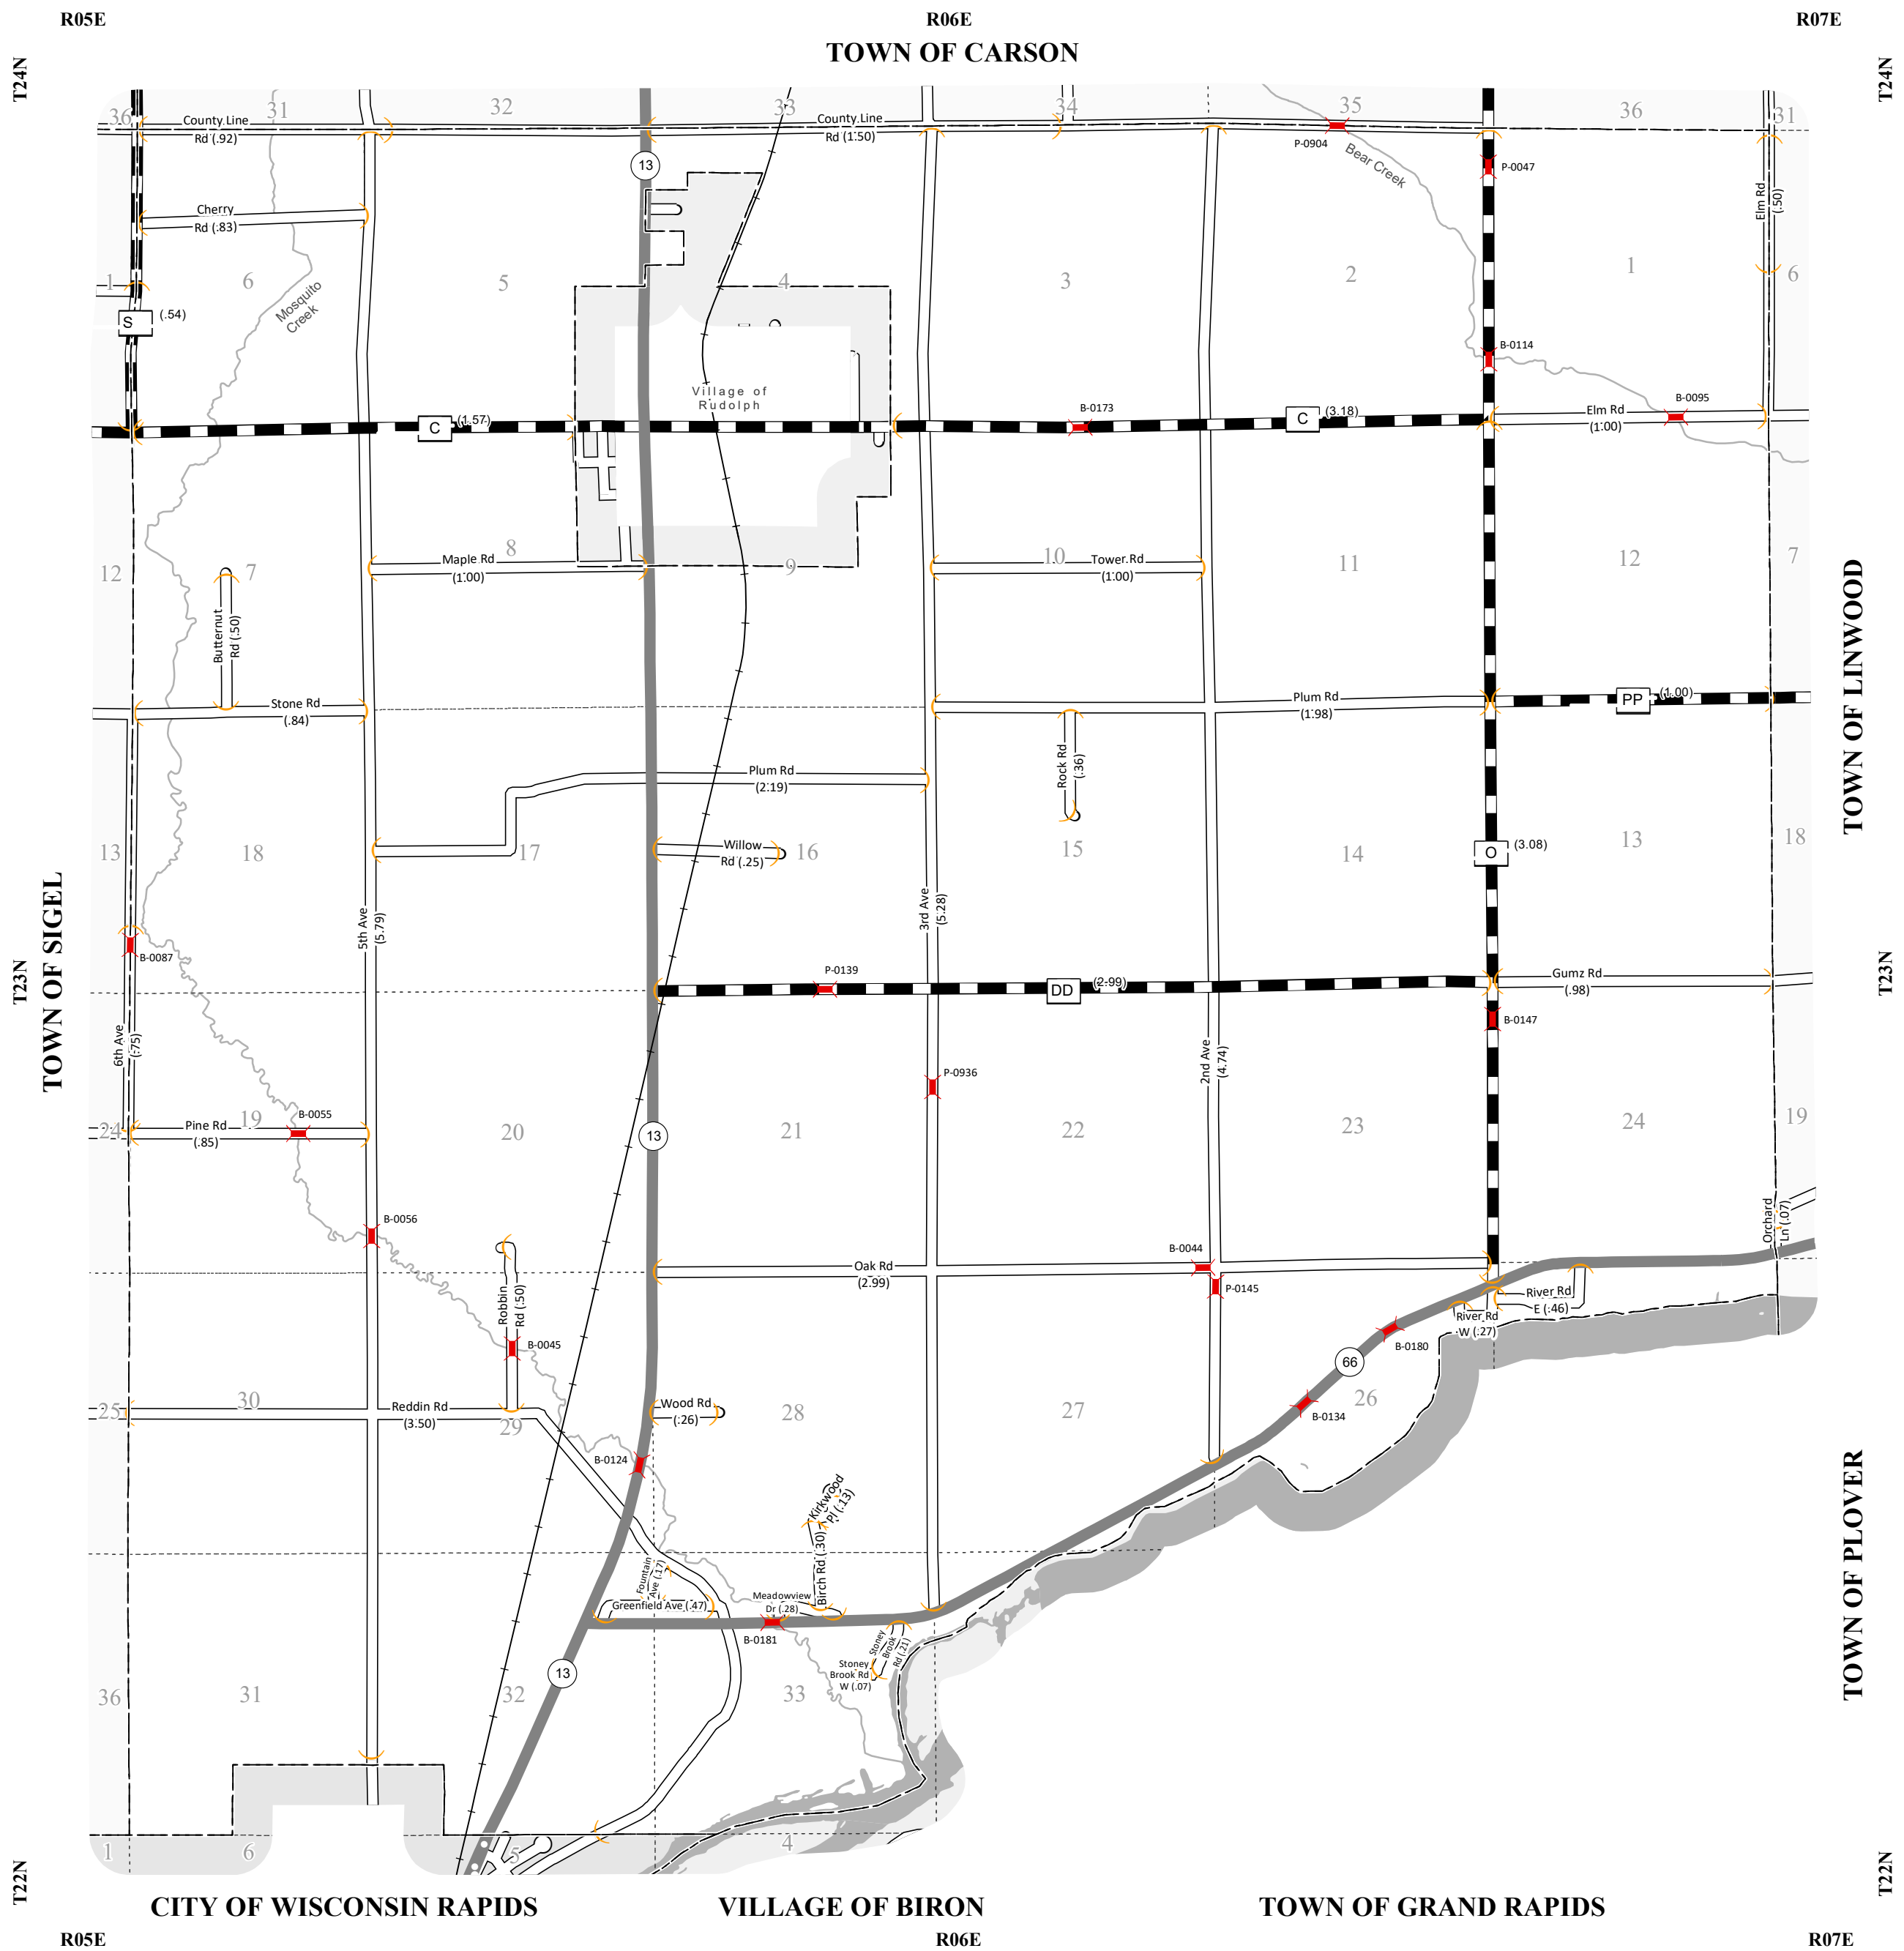 R05E
R06E
R07E
TOWN OF CARSON
T24N
T24N
36
31
32
33
34
35
36
31
County Line
Rd (.92)
County Line
Rd (1.50)
P-0904
Bear Creek
13
P-0047
Elm Rd
(.50)
Cherry
Rd (.83)
1
6
5
4
3
2
1
6
Mosquito
Creek
S
(.54)
B-0114
Village of
Rudolph
C
(1.57)
B-0173
C
(3.18)
B-0095
Elm Rd
(1.00)
12
7
8
9
10
11
12
7
Maple Rd
(1.00)
Tower Rd
(1.00)
Butternut
Rd (.50)
TOWN OF LINWOOD
Stone Rd
(.84)
Plum Rd
(1.98)
PP
(1.00)
Rock Rd
(.36)
Plum Rd
(2.19)
13
18
17
Willow
Rd (.25)
16
15
14
O
(3.08)
13
18
TOWN OF SIGEL
5th Ave
(5.79)
3rd Ave
(5.28)
B-0087
T23N
T23N
P-0139
DD
(2.99)
Gumz Rd
(.98)
B-0147
6th Ave
(.75)
2nd Ave
(4.74)
P-0936
24
19
20
21
22
23
24
19
Pine Rd
(.85)
B-0055
13
B-0056
Orchard
Ln (.07)
B-0044
Oak Rd
(2.99)
P-0145
Robbin
Rd (.50)
B-0045
River Rd
E (.46)
River Rd
W (.27)
B-0180
66
25
30
29
28
27
26
Reddin Rd
(3.50)
Wood Rd
(.26)
B-0134
B-0124
Kirkwood
Pl (.13)
Birch Rd (.30)
Fountain
Ave (.17)
Greenfield Ave (.47)
Meadowview
Dr (.28)
B-0181
Stoney
Brook
Rd (.21)
Stoney
Brook Rd
W (.07)
TOWN OF PLOVER
13
36
31
32
33
1
6
5
4
T22N
T22N
CITY OF WISCONSIN RAPIDS
VILLAGE OF BIRON
TOWN OF GRAND RAPIDS
R05E
R06E
R07E